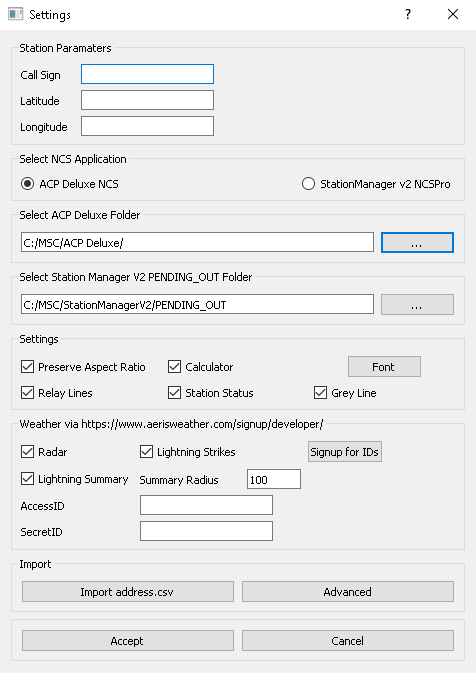 Settings
?
Station Paramaters
Call Sign
Latitude
Longitude
Select NCS Application
ACP Deluxe NCS
StationManager v2 NCSPro
Select ACP Deluxe Folder
C:/MSC/ACP Deluxe/
...
Select Station Manager V2 PENDING_OUT Folder
C:/MSC/StationManagerV2/PENDING_OUT
...
Settings
Preserve Aspect Ratio
Calculator
Font
Relay Lines
Station Status
Grey Line
Weather via https://www.aerisweather.com/signup/developer/
Radar
Lightning Strikes
Signup for IDs
Lightning Summary
Summary Radius
100
AccessID
SecretID
Import
Import address.csv
Advanced
Accept
Cancel